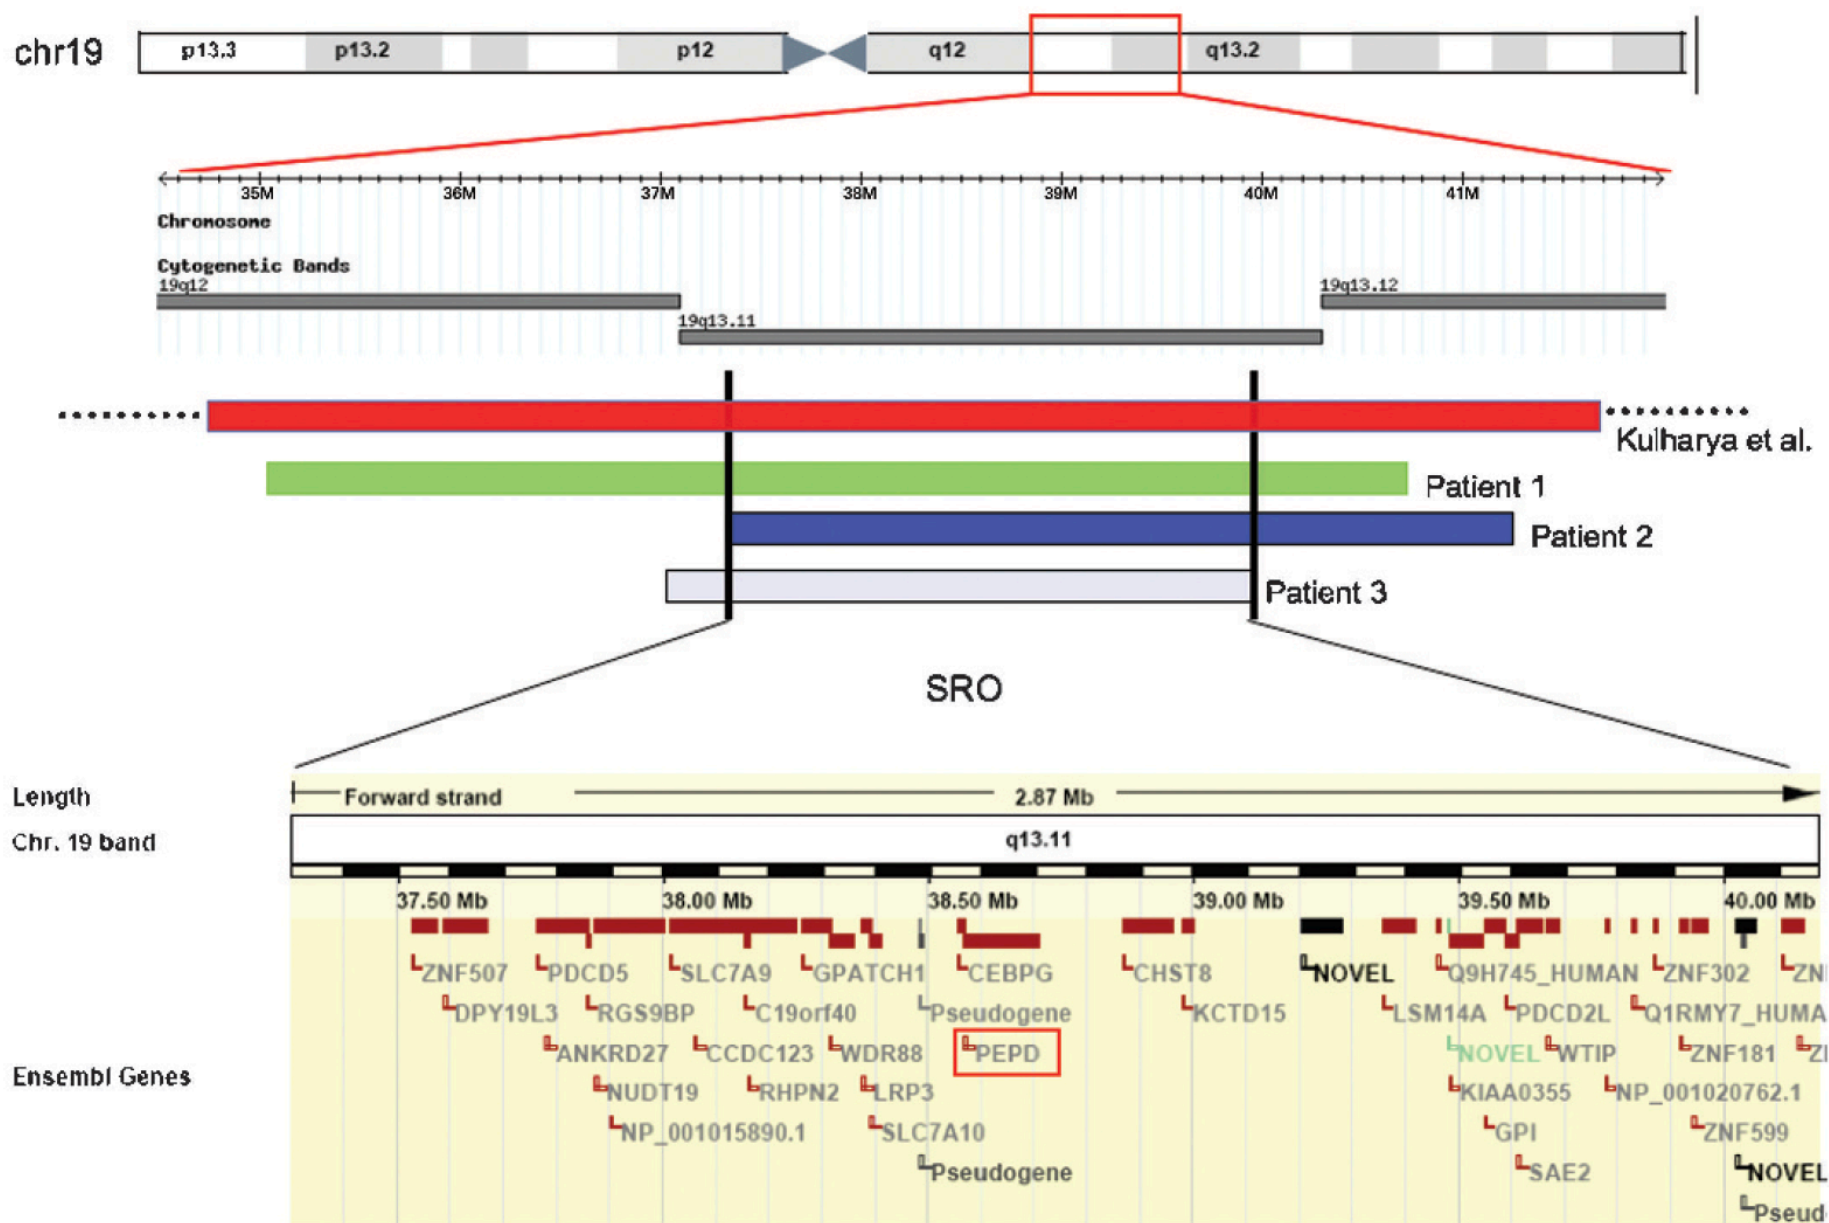 chr19 p13.3 p13.2 p12 q12 q13.2
35M 36M 37M 38M 39M 40M 41M
Chromosome
Cytogenetic Bands
19q12 19q13.12
19q13.11
Kulharya et al.
Patient 1
Patient 2
Patient 3
SRO
Length Forward strand 2.87 Mb
Chr. 19 band q13.11
37.50 Mb 38.00 Mb 38.50 Mb 39.00 Mb 39.50 Mb 40.00 Mb
ZNF507 PDCD5 SLC7A9 GPATCH1 CEBPG CHST8 NOVEL Q9H745_HUMAN ZNF302 ZN
DPY19L3 RGS9BP C19orf40 Pseudogene KCTD15 LSM14A PDCD2L Q1RMY7_HUMA
ANKRD27 CCDC123 WDR88 PEPD NOVEL WTIP ZNF181 Z
Ensembl Genes
NUDT19 RHPN2 LRP3 KIAA0355 NP_001020762.1
NP_001015890.1 SLC7A10 GPI ZNF599
Pseudogene SAE2 NOVEL
Pseud